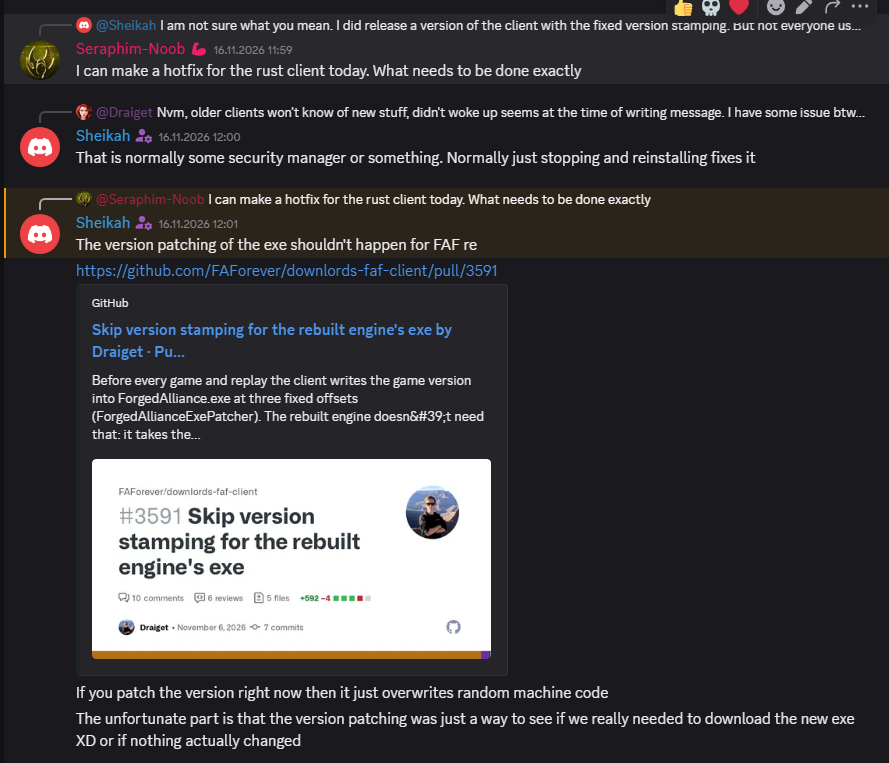 @Sheikah I am not sure what you mean. I did release a version of the client with the fixed version stamping. But not everyone us...
Seraphim-Noob 16.11.2026 11:59
I can make a hotfix for the rust client today. What needs to be done exactly
@Draiget Nvm, older clients won't know of new stuff, didn't woke up seems at the time of writing message. I have some issue btw...
Sheikah 16.11.2026 12:00
That is normally some security manager or something. Normally just stopping and reinstalling fixes it
@Seraphim-Noob I can make a hotfix for the rust client today. What needs to be done exactly
Sheikah 16.11.2026 12:01
The version patching of the exe shouldn't happen for FAF re
https://github.com/FAForever/downlords-faf-client/pull/3591
GitHub
Skip version stamping for the rebuilt engine's exe by
Draiget · Pu...
Before every game and replay the client writes the game version
into ForgedAlliance.exe at three fixed offsets
(ForgedAllianceExePatcher). The rebuilt engine doesn&#39;t need
that: it takes the...
FAForever/downlords-faf-client
#3591 Skip version
stamping for the rebuilt
engine's exe
10 comments 6 reviews 5 files +592 −4
Draiget • November 6, 2026 7 commits
If you patch the version right now then it just overwrites random machine code
The unfortunate part is that the version patching was just a way to see if we really needed to download the new exe
XD or if nothing actually changed